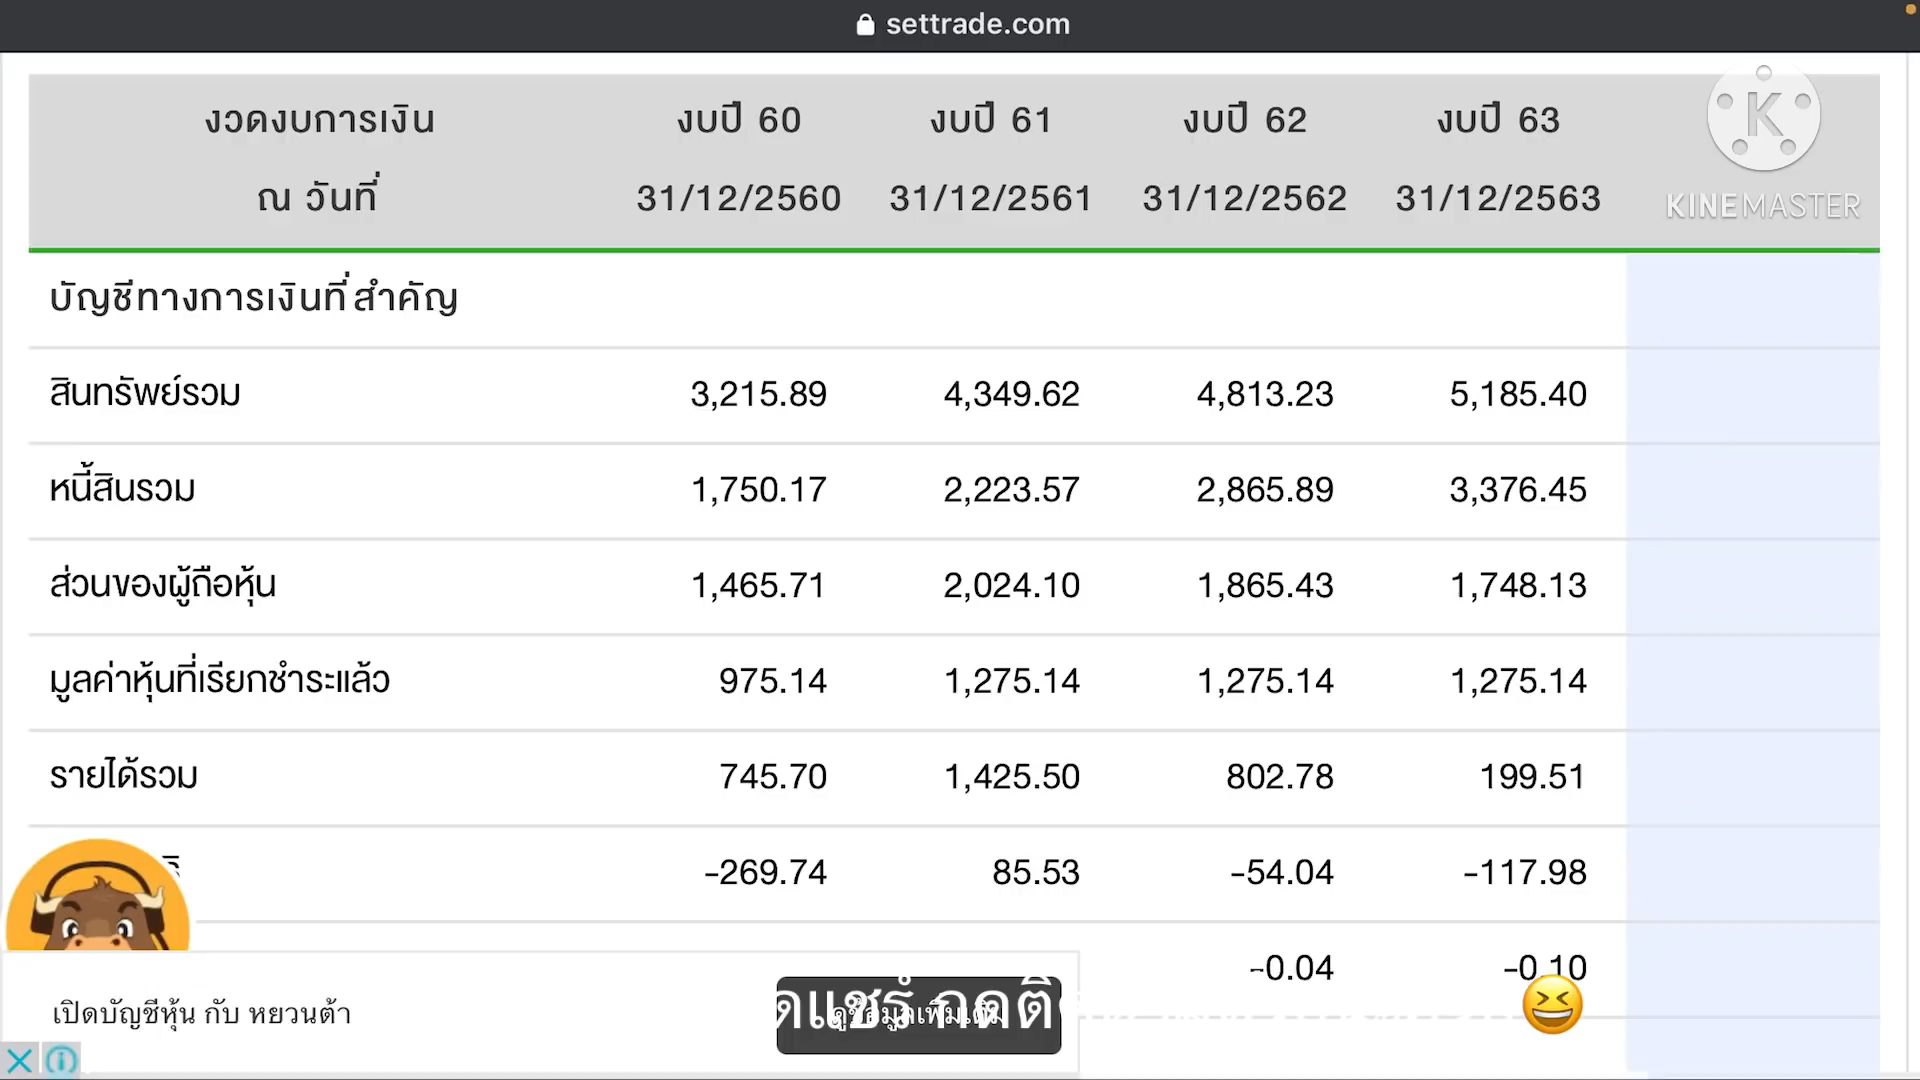 settrade.com
งวดงบการเงิน งบปี 60 งบปี 61 งบปี 62 งบปี 63
ณ วันที่ 31/12/2560 31/12/2561 31/12/2562 31/12/2563
K
KINEMASTER
บัญชีทางการเงินที่สำคัญ
สินทรัพย์รวม 3,215.89 4,349.62 4,813.23 5,185.40
หนี้สินรวม 1,750.17 2,223.57 2,865.89 3,376.45
ส่วนของผู้ถือหุ้น 1,465.71 2,024.10 1,865.43 1,748.13
มูลค่าหุ้นที่เรียกชำระแล้ว 975.14 1,275.14 1,275.14 1,275.14
รายได้รวม 745.70 1,425.50 802.78 199.51
-269.74 85.53 -54.04 -117.98
-0.04 -0.10
เปิดบัญชีหุ้น กับ หยวนต้า